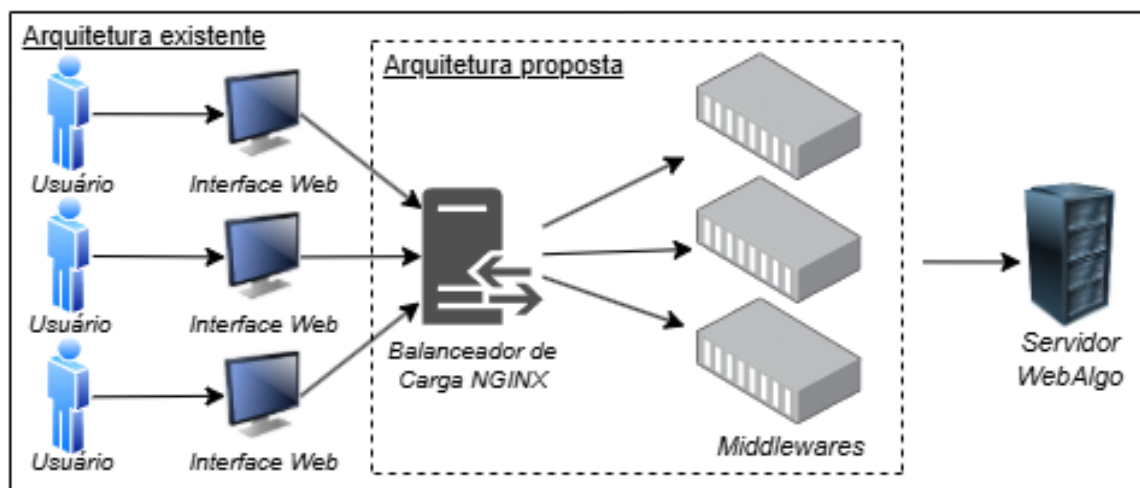 Arquitetura existente
Arquitetura proposta
Usuário
Interface Web
Usuário
Interface Web
Balanceador de
Carga NGINX
Servidor
WebAlgo
Usuário
Interface Web
Middlewares